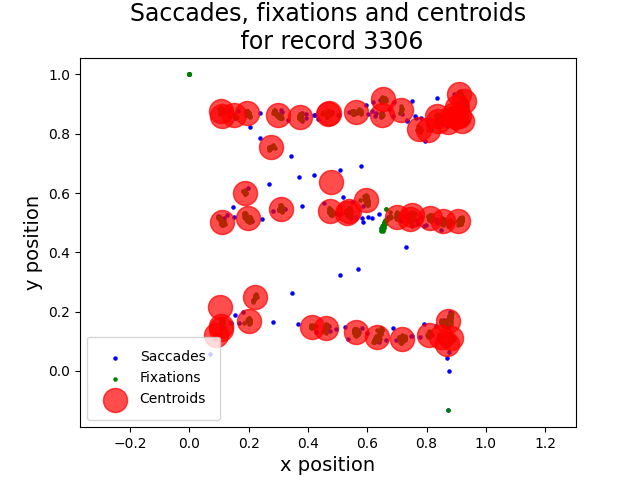 Saccades, fixations and centroids
for record 3306
y position
1.0
0.8
0.6
0.4
0.2
0.0
Saccades
Fixations
Centroids
−0.2 0.0 0.2 0.4 0.6 0.8 1.0 1.2
x position